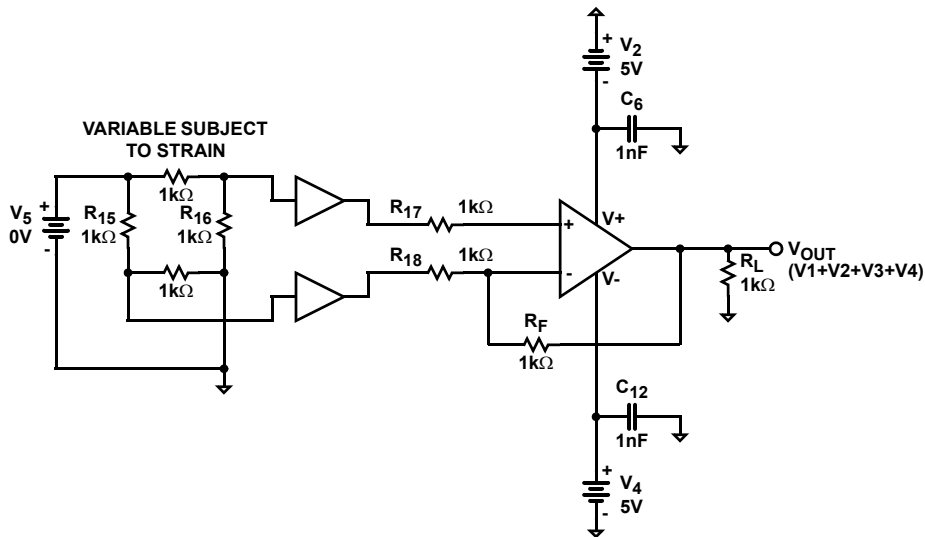 +
V2
5V
-
C6
1nF
VARIABLE SUBJECT
TO STRAIN
1kΩ
V5
0V
+
-
R15
1kΩ
R16
1kΩ
1kΩ
R17
1kΩ
R18
1kΩ
+
-
V+
V-
RF
1kΩ
RL
1kΩ
VOUT
(V1+V2+V3+V4)
C12
1nF
+
V4
5V
-